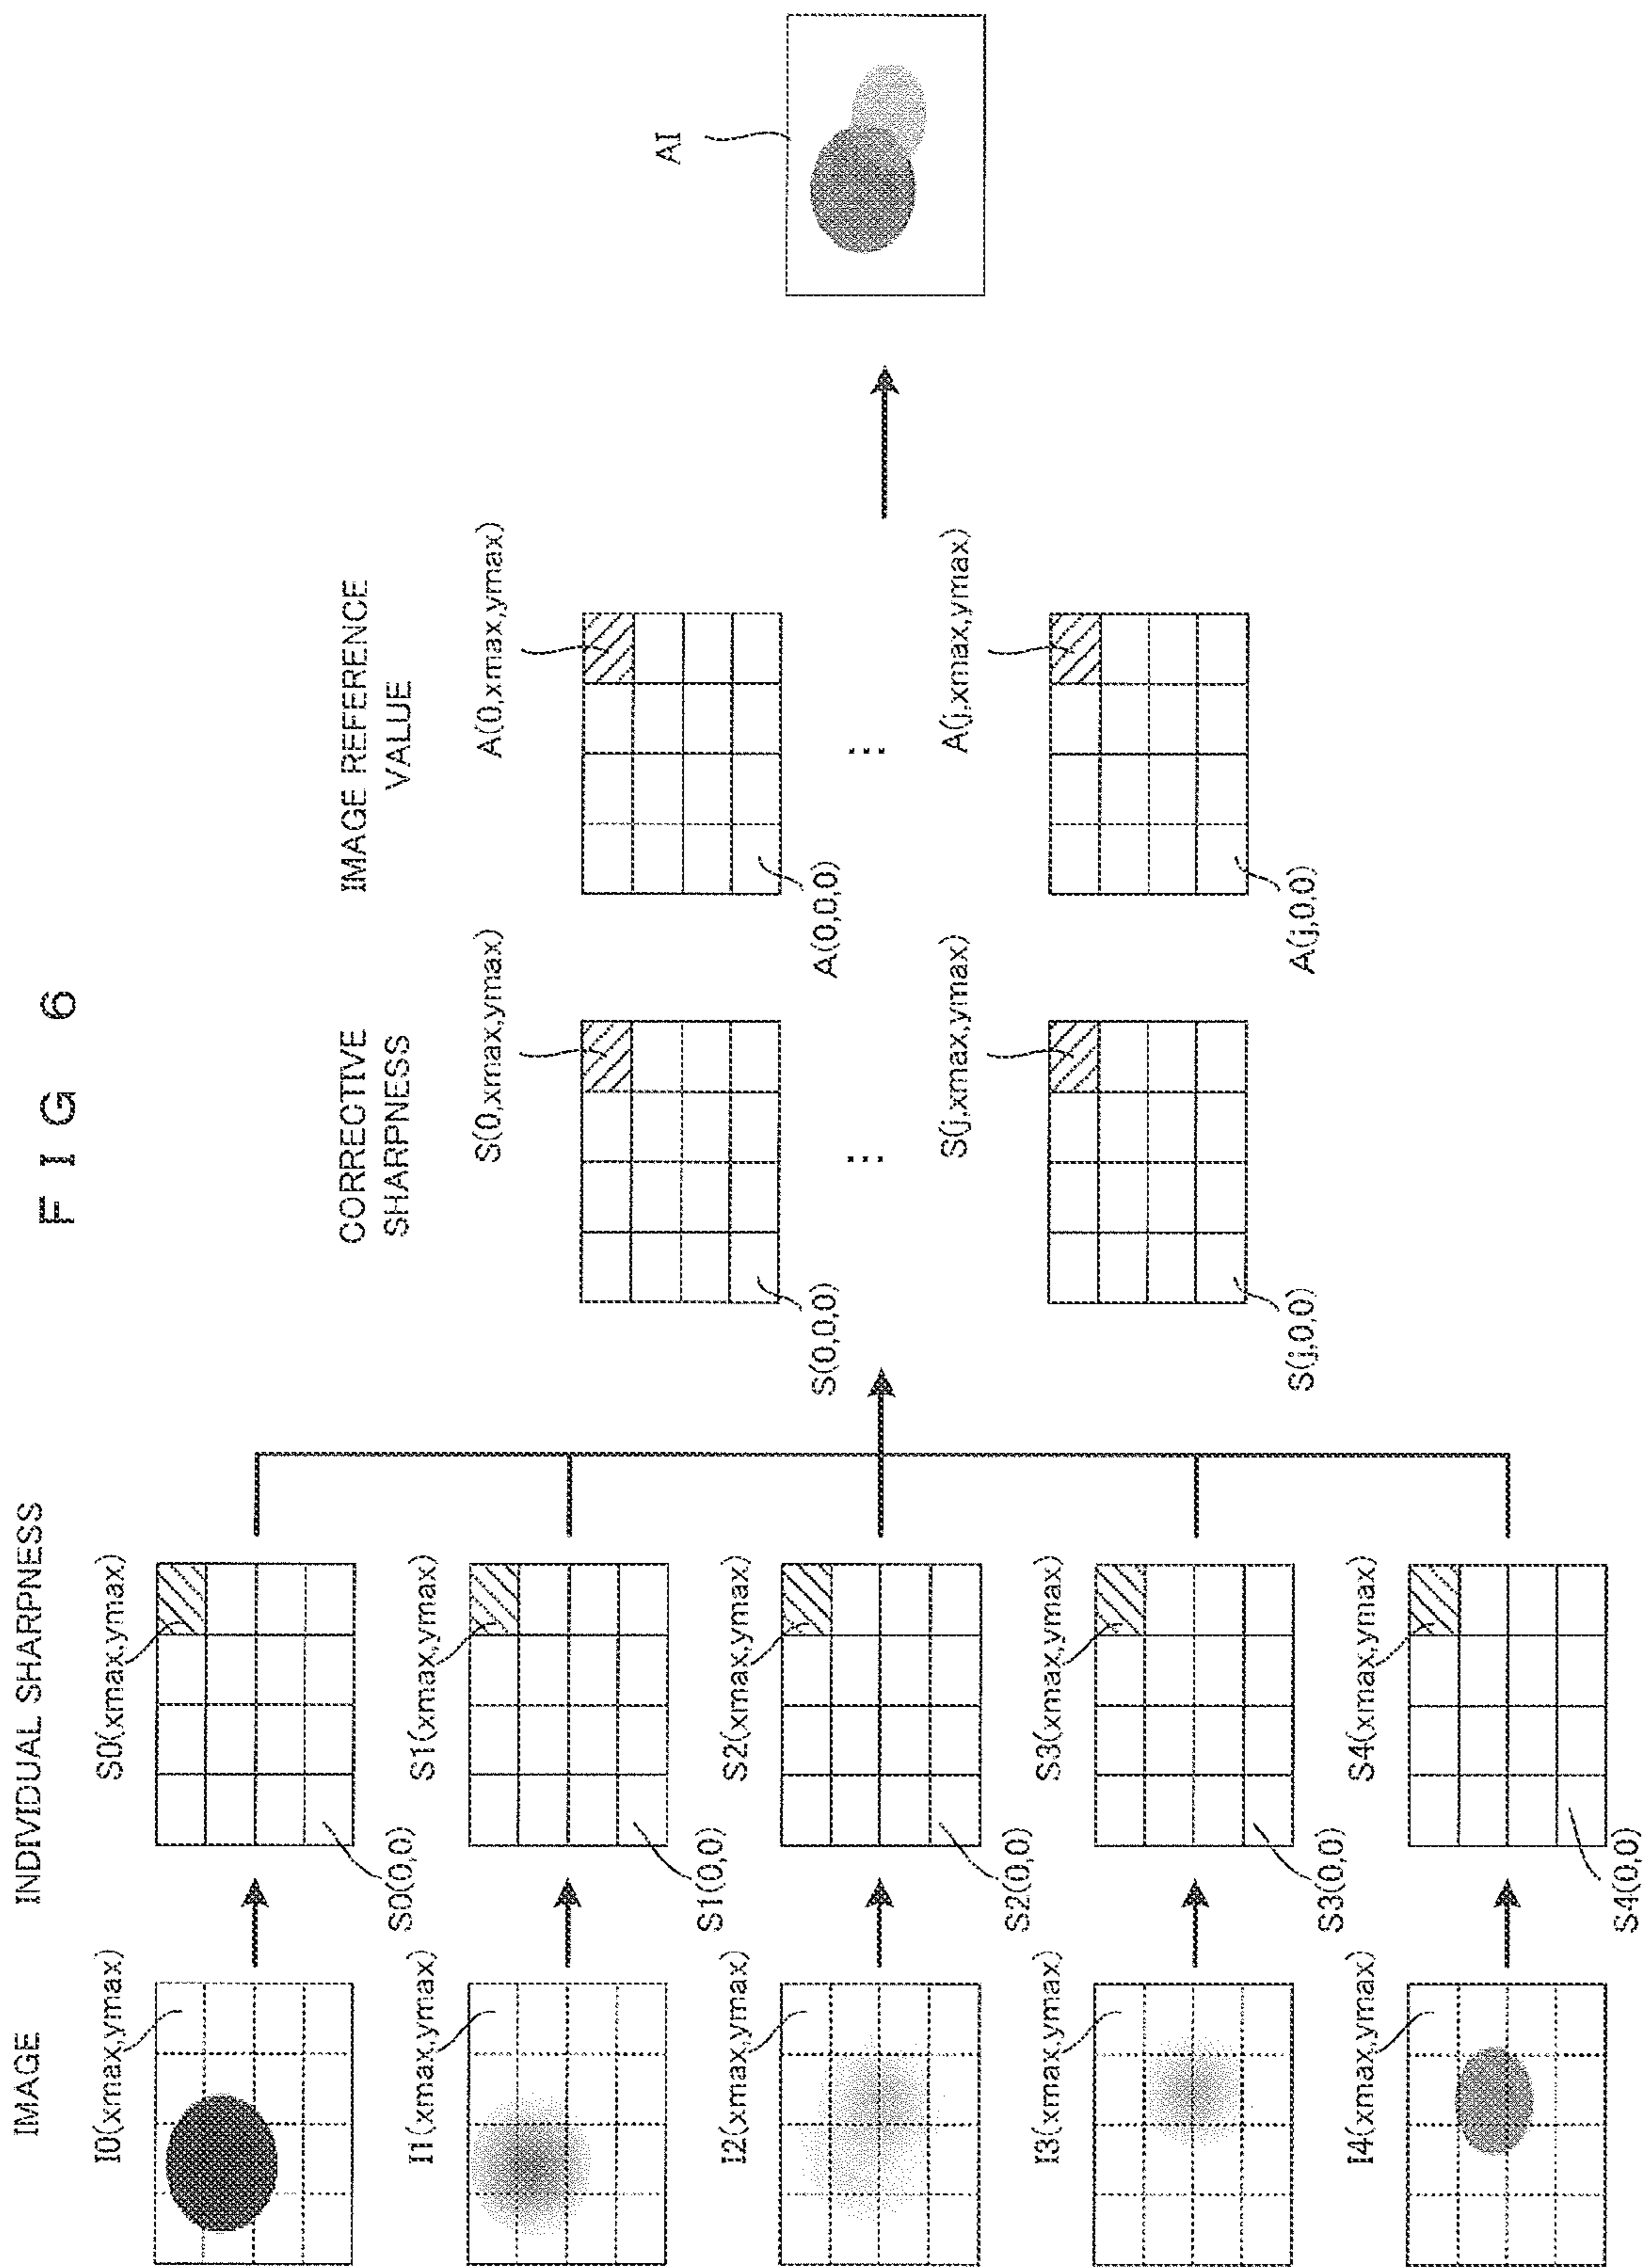 FIG 6
IMAGE
INDIVIDUAL SHARPNESS
CORRECTIVE
SHARPNESS
IMAGE REFERENCE
VALUE
I0(xmax,ymax)
S0(xmax,ymax)
S0(0,0)
I1(xmax,ymax)
S1(xmax,ymax)
S1(0,0)
I2(xmax,ymax)
S2(xmax,ymax)
S2(0,0)
I3(xmax,ymax)
S3(xmax,ymax)
S3(0,0)
I4(xmax,ymax)
S4(xmax,ymax)
S4(0,0)
S(0,xmax,ymax)
S(0,0,0)
...
S(j,xmax,ymax)
S(j,0,0)
A(0,xmax,ymax)
A(0,0,0)
...
A(j,xmax,ymax)
A(j,0,0)
AI